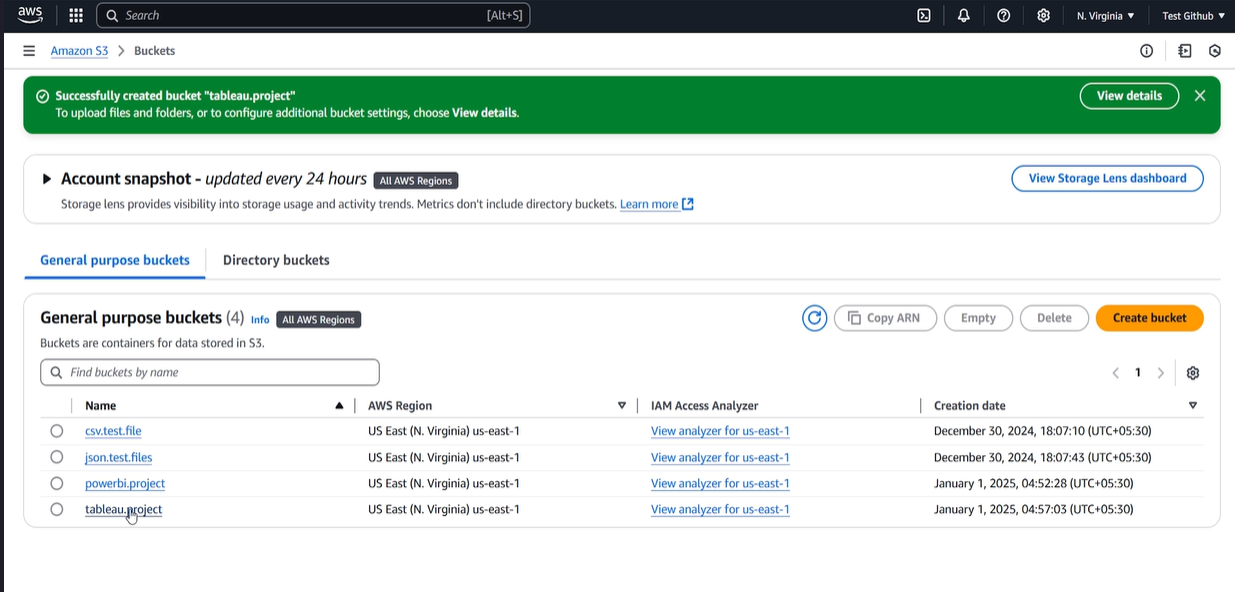 aws Search [Alt+S] N. Virginia Test Github
Amazon S3 Buckets
Successfully created bucket "tableau.project"
To upload files and folders, or to configure additional bucket settings, choose View details.
View details
Account snapshot - updated every 24 hours All AWS Regions
Storage lens provides visibility into storage usage and activity trends. Metrics don't include directory buckets. Learn more
View Storage Lens dashboard
General purpose buckets Directory buckets
General purpose buckets (4) Info All AWS Regions
Copy ARN Empty Delete Create bucket
Buckets are containers for data stored in S3.
Find buckets by name
1
Name AWS Region IAM Access Analyzer Creation date
csv.test.file US East (N. Virginia) us-east-1 View analyzer for us-east-1 December 30, 2024, 18:07:10 (UTC+05:30)
json.test.files US East (N. Virginia) us-east-1 View analyzer for us-east-1 December 30, 2024, 18:07:43 (UTC+05:30)
powerbi.project US East (N. Virginia) us-east-1 View analyzer for us-east-1 January 1, 2025, 04:52:28 (UTC+05:30)
tableau.project US East (N. Virginia) us-east-1 View analyzer for us-east-1 January 1, 2025, 04:57:03 (UTC+05:30)